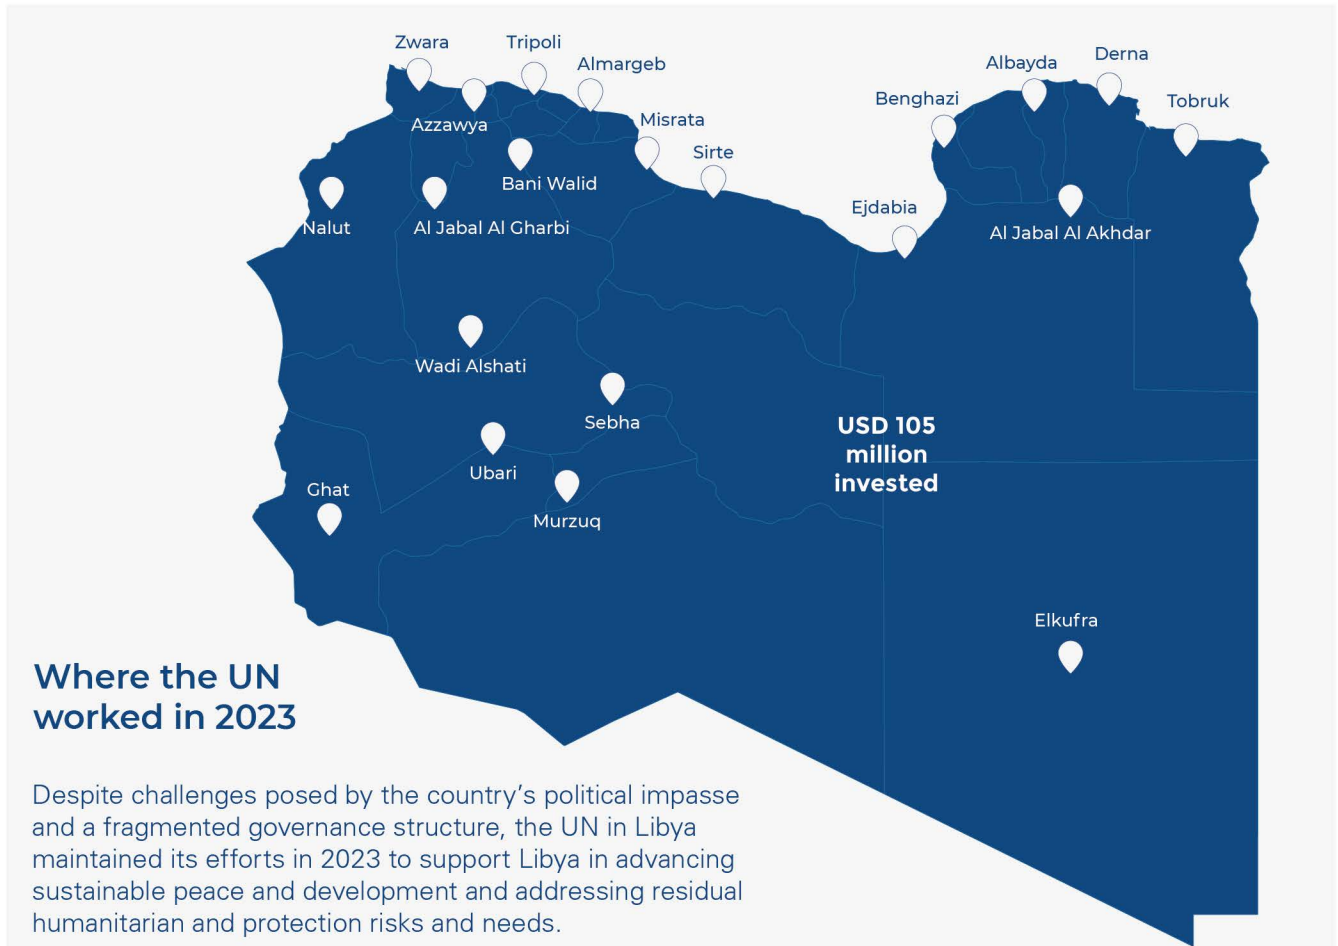 Zwara
Tripoli
Almargeb
Azzawya
Misrata
Sirte
Bani Walid
Nalut
Al Jabal Al Gharbi
Albayda
Derna
Benghazi
Tobruk
Ejdabia
Al Jabal Al Akhdar
Wadi Alshati
Sebha
Ubari
Ghat
Murzuq
USD 105
million
invested
Elkufra
Where the UN
worked in 2023
Despite challenges posed by the country's political impasse
and a fragmented governance structure, the UN in Libya
maintained its efforts in 2023 to support Libya in advancing
sustainable peace and development and addressing residual
humanitarian and protection risks and needs.